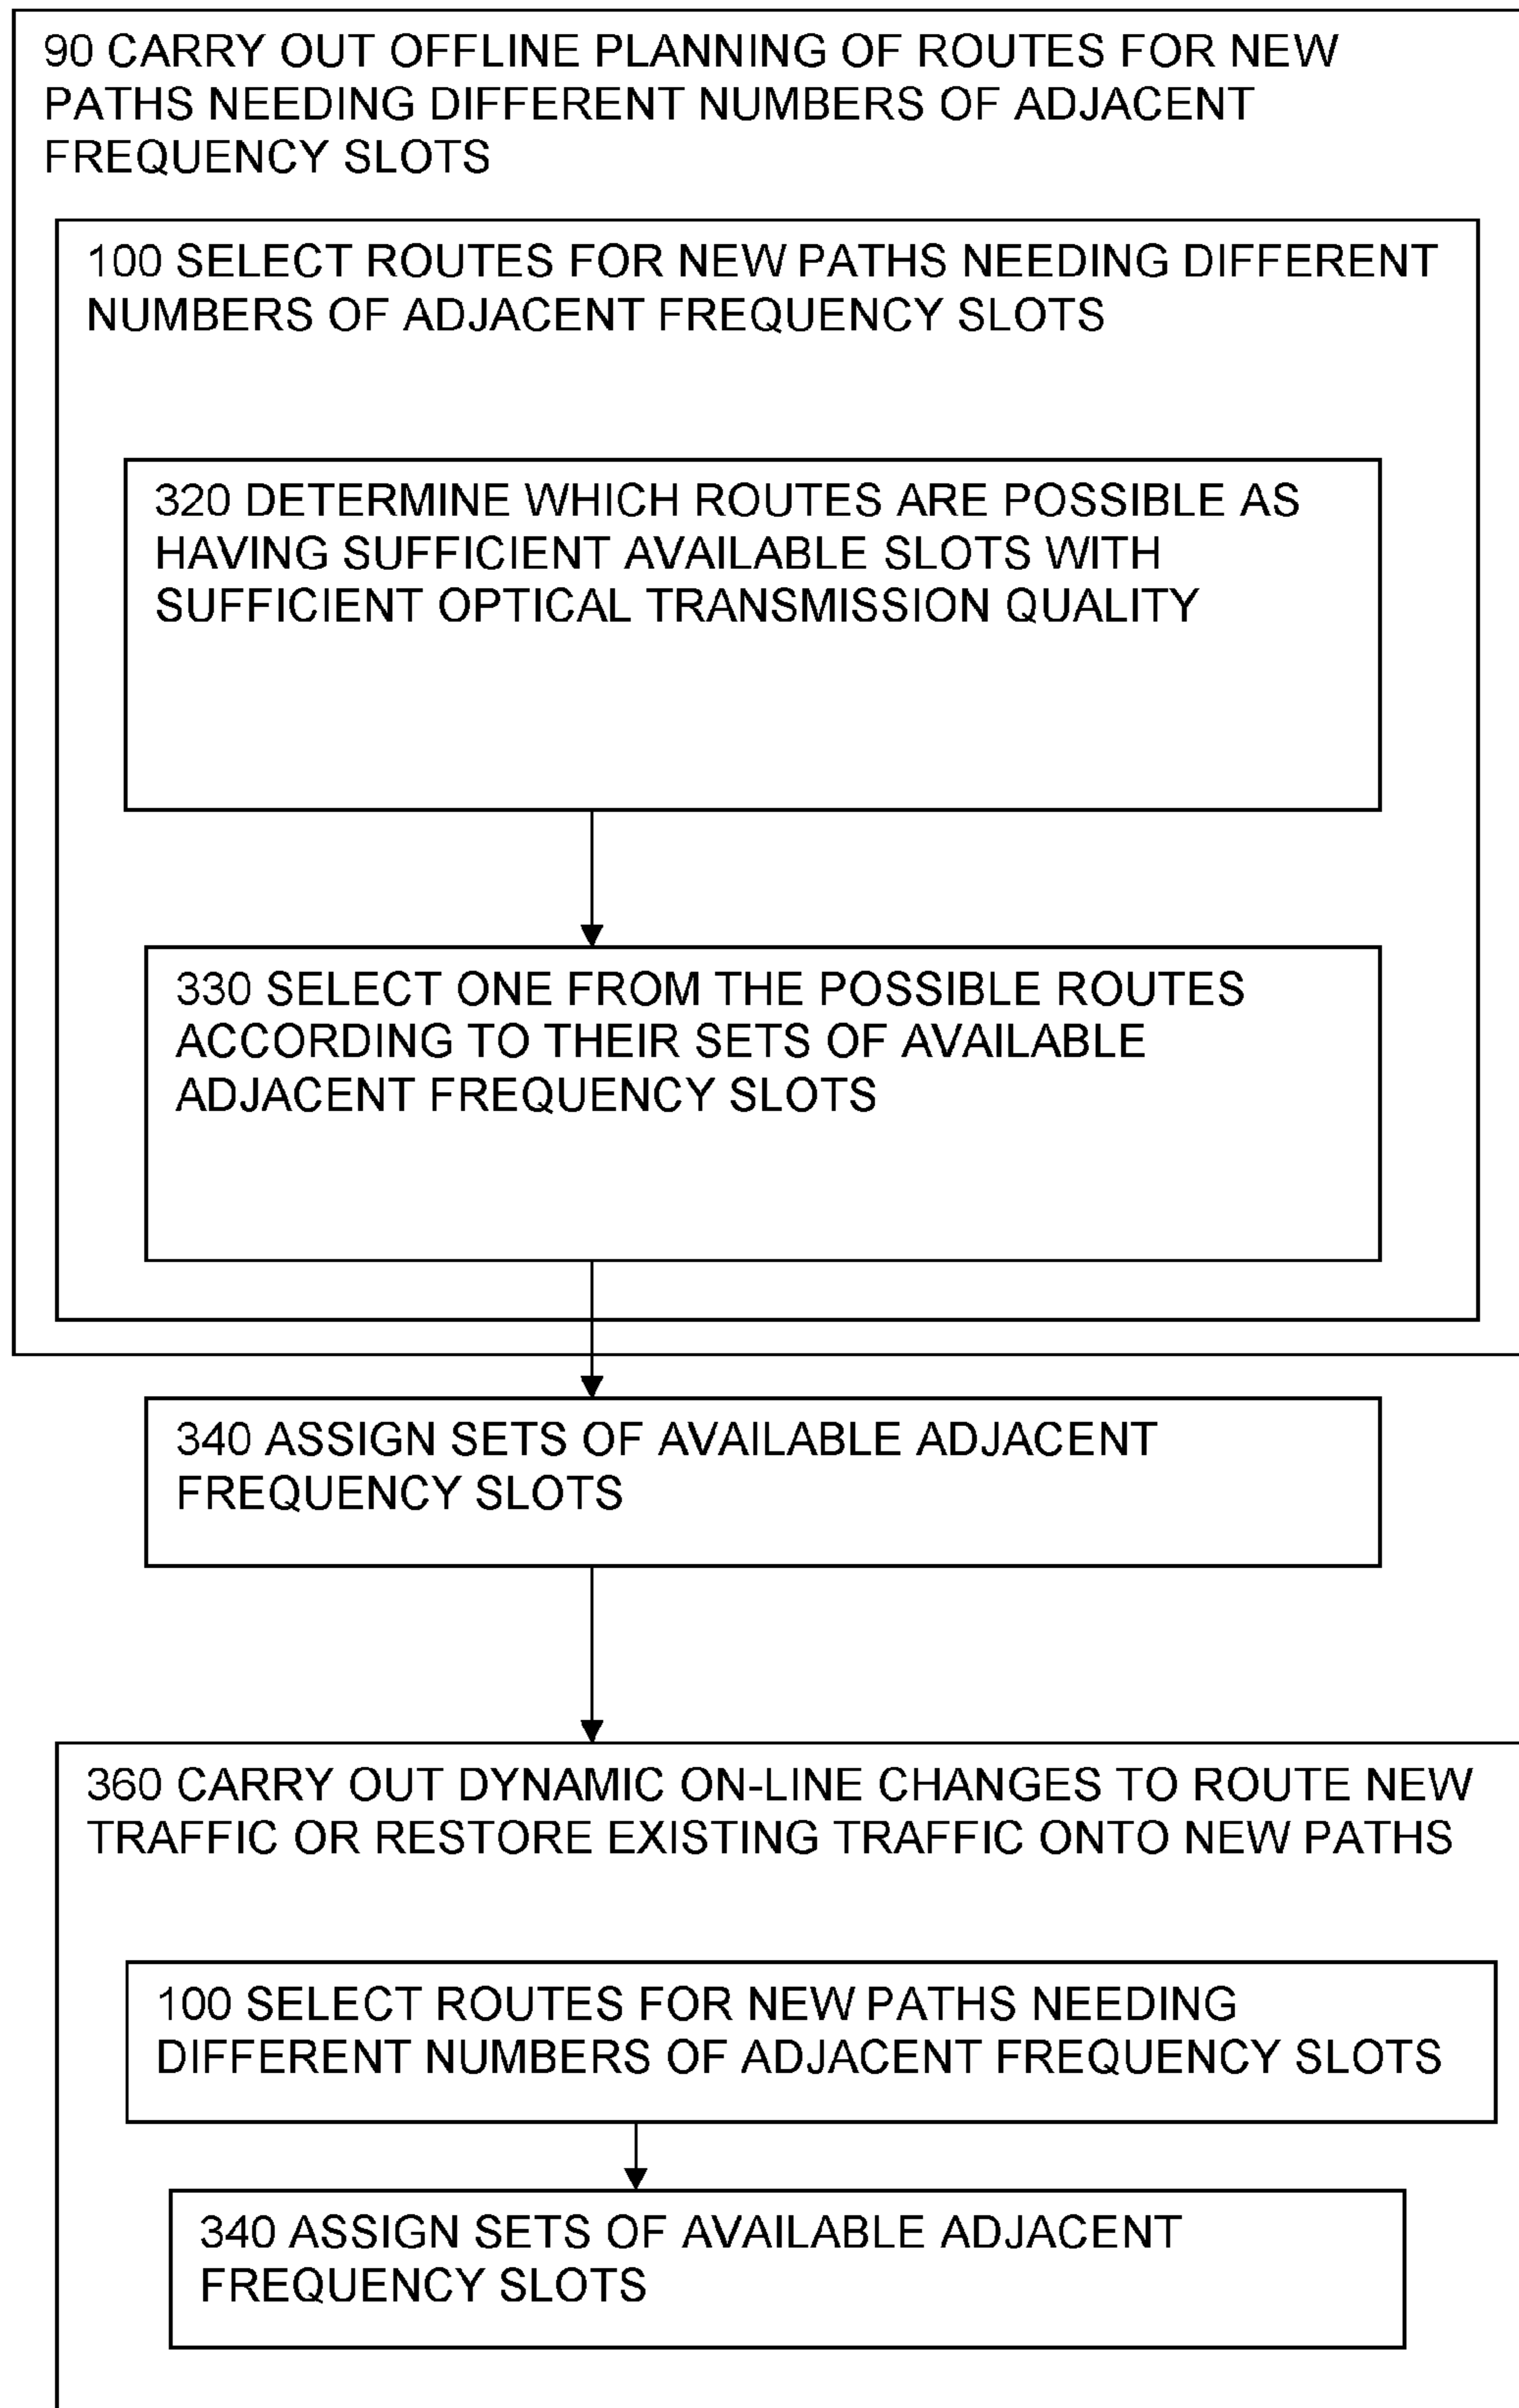 90 CARRY OUT OFFLINE PLANNING OF ROUTES FOR NEW
PATHS NEEDING DIFFERENT NUMBERS OF ADJACENT
FREQUENCY SLOTS
100 SELECT ROUTES FOR NEW PATHS NEEDING DIFFERENT
NUMBERS OF ADJACENT FREQUENCY SLOTS
320 DETERMINE WHICH ROUTES ARE POSSIBLE AS
HAVING SUFFICIENT AVAILABLE SLOTS WITH
SUFFICIENT OPTICAL TRANSMISSION QUALITY
330 SELECT ONE FROM THE POSSIBLE ROUTES
ACCORDING TO THEIR SETS OF AVAILABLE
ADJACENT FREQUENCY SLOTS
340 ASSIGN SETS OF AVAILABLE ADJACENT
FREQUENCY SLOTS
360 CARRY OUT DYNAMIC ON-LINE CHANGES TO ROUTE NEW
TRAFFIC OR RESTORE EXISTING TRAFFIC ONTO NEW PATHS
100 SELECT ROUTES FOR NEW PATHS NEEDING
DIFFERENT NUMBERS OF ADJACENT FREQUENCY SLOTS
340 ASSIGN SETS OF AVAILABLE ADJACENT
FREQUENCY SLOTS